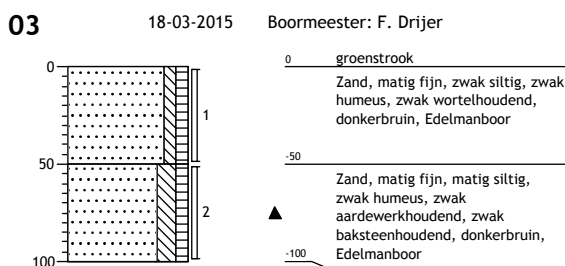 03 18-03-2015 Boormeester: F. Drijer
0 0 groenstrook
Zand, matig fijn, zwak siltig, zwak
humeus, zwak wortelhoudend,
donkerbruin, Edelmanboor
1
50 -50
Zand, matig fijn, matig siltig,
zwak humeus, zwak
aardewerkhoudend, zwak
baksteenhoudend, donkerbruin,
Edelmanboor
2
100 -100